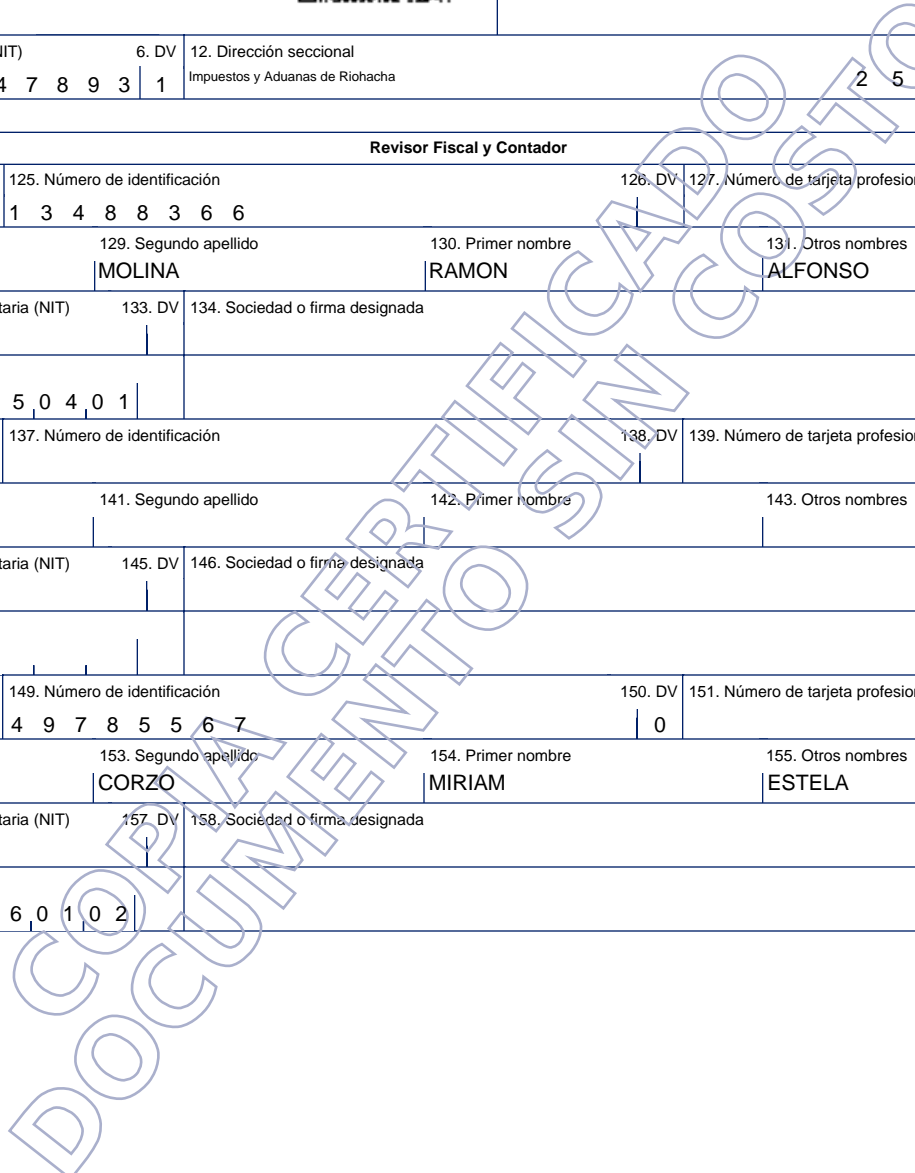 NIT) 6. DV 12. Dirección seccional
4 7 8 9 3 1 Impuestos y Aduanas de Riohacha 2 5
Revisor Fiscal y Contador
125. Número de identificación 126. DV 127. Número de tarjeta profesion
1 3 4 8 8 3 6 6
129. Segundo apellido 130. Primer nombre 131. Otros nombres
MOLINA RAMON ALFONSO
taria (NIT) 133. DV 134. Sociedad o firma designada
5 0 4 0 1
137. Número de identificación 138. DV 139. Número de tarjeta profesion
141. Segundo apellido 142. Primer nombre 143. Otros nombres
taria (NIT) 145. DV 146. Sociedad o firma designada
149. Número de identificación 150. DV 151. Número de tarjeta profesion
4 9 7 8 5 5 6 7 0
153. Segundo apellido 154. Primer nombre 155. Otros nombres
CORZO MIRIAM ESTELA
taria (NIT) 157. DV 158. Sociedad o firma designada
6 0 1 0 2
COPIA CERTIFICADO
DOCUMENTO SIN COSTO